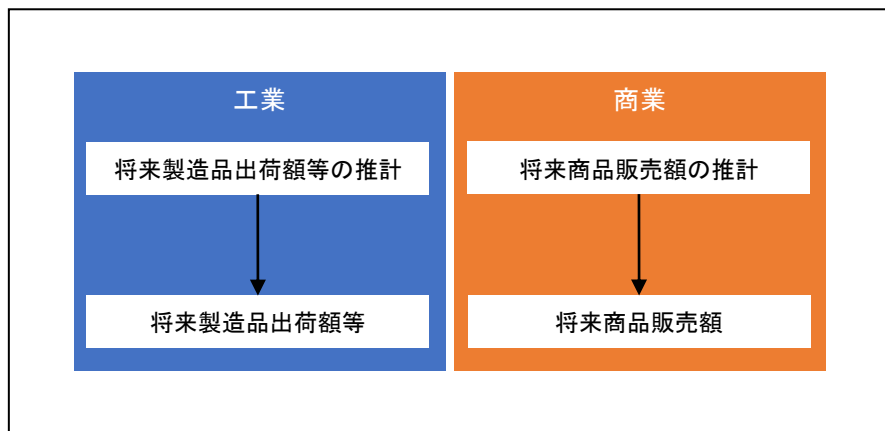 工業
将来製造品出荷額等の推計
将来製造品出荷額等
商業
将来商品販売額の推計
将来商品販売額